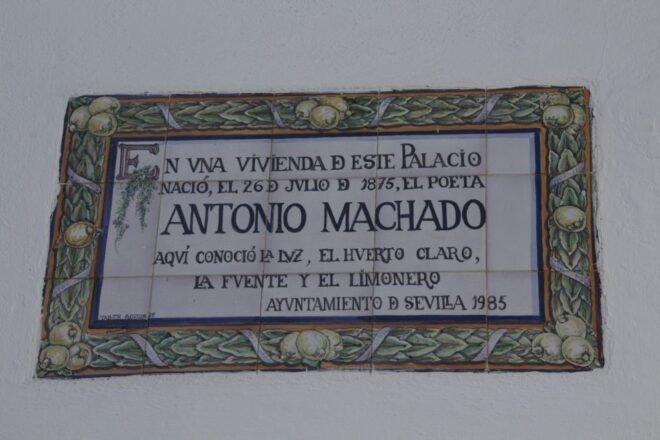 EN VNA VIVIENDA D ESTE PALACIO
NACIÓ, EL 26 D JVLIO D 1875, EL POETA
ANTONIO MACHADO
AQVÍ CONOCIÓ LA LVZ, EL HVERTO CLARO,
LA FVENTE Y EL LIMONERO
AYVNTAMIENTO D SEVILLA 1985